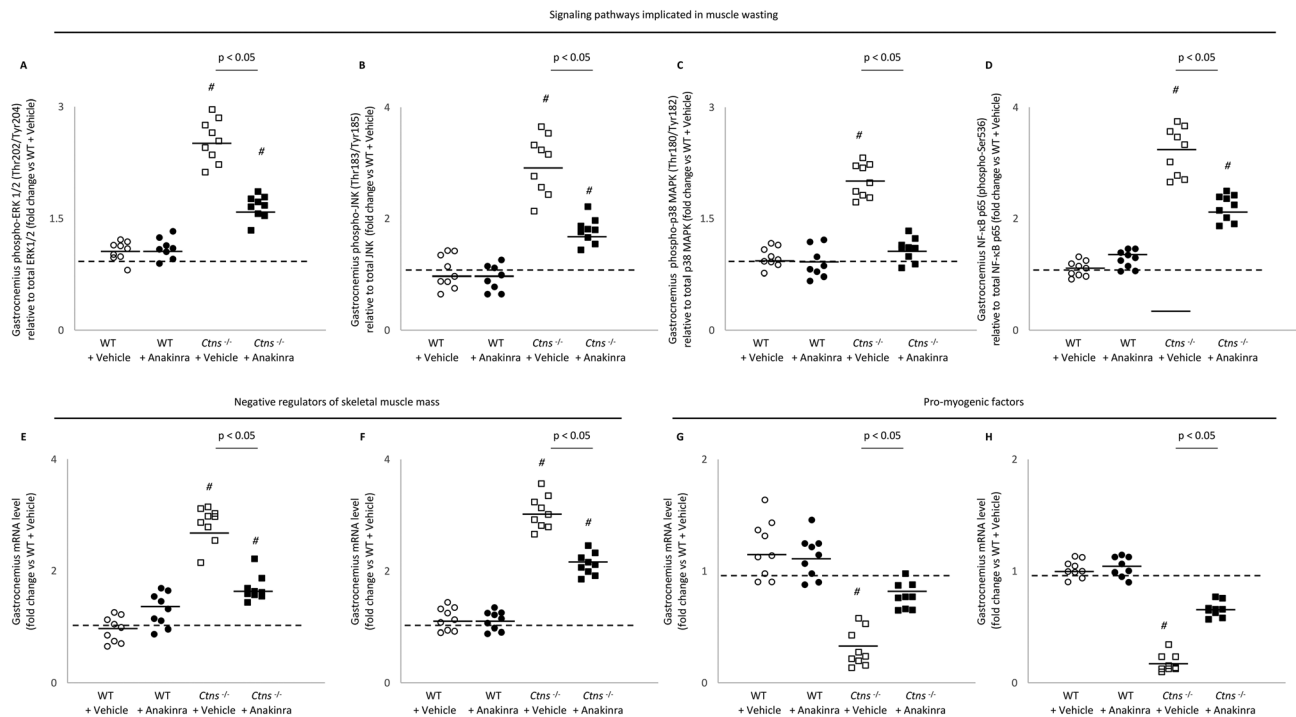 Signaling pathways implicated in muscle wasting
A
Gastrocnemius phospho-ERK 1/2 (Thr202/Tyr204)
relative to total ERK1/2 (fold change vs WT + Vehicle)
3
1.5
0
p < 0.05
#
#
WT
+ Vehicle
WT
+ Anakinra
Ctns -/-
+ Vehicle
Ctns -/-
+ Anakinra
B
Gastrocnemius phospho-JNK (Thr183/Tyr185)
relative to total JNK (fold change vs WT + Vehicle)
4
2
0
p < 0.05
#
#
WT
+ Vehicle
WT
+ Anakinra
Ctns -/-
+ Vehicle
Ctns -/-
+ Anakinra
C
Gastrocnemius phospho-p38 MAPK (Thr180/Tyr182)
relative to total p38 MAPK (fold change vs WT + Vehicle)
3
1.5
0
p < 0.05
#
WT
+ Vehicle
WT
+ Anakinra
Ctns -/-
+ Vehicle
Ctns -/-
+ Anakinra
D
Gastrocnemius NF-κB p65 (phospho-Ser536)
relative to total NF-κB p65 (fold change vs WT + Vehicle)
4
2
0
p < 0.05
#
#
WT
+ Vehicle
WT
+ Anakinra
Ctns -/-
+ Vehicle
Ctns -/-
+ Anakinra
Negative regulators of skeletal muscle mass
E
Gastrocnemius mRNA level
(fold change vs WT + Vehicle)
4
2
0
p < 0.05
#
#
WT
+ Vehicle
WT
+ Anakinra
Ctns -/-
+ Vehicle
Ctns -/-
+ Anakinra
F
Gastrocnemius mRNA level
(fold change vs WT + Vehicle)
4
2
0
p < 0.05
#
#
WT
+ Vehicle
WT
+ Anakinra
Ctns -/-
+ Vehicle
Ctns -/-
+ Anakinra
Pro-myogenic factors
G
Gastrocnemius mRNA level
(fold change vs WT + Vehicle)
2
1
0
p < 0.05
#
WT
+ Vehicle
WT
+ Anakinra
Ctns -/-
+ Vehicle
Ctns -/-
+ Anakinra
H
Gastrocnemius mRNA level
(fold change vs WT + Vehicle)
2
1
0
p < 0.05
#
WT
+ Vehicle
WT
+ Anakinra
Ctns -/-
+ Vehicle
Ctns -/-
+ Anakinra